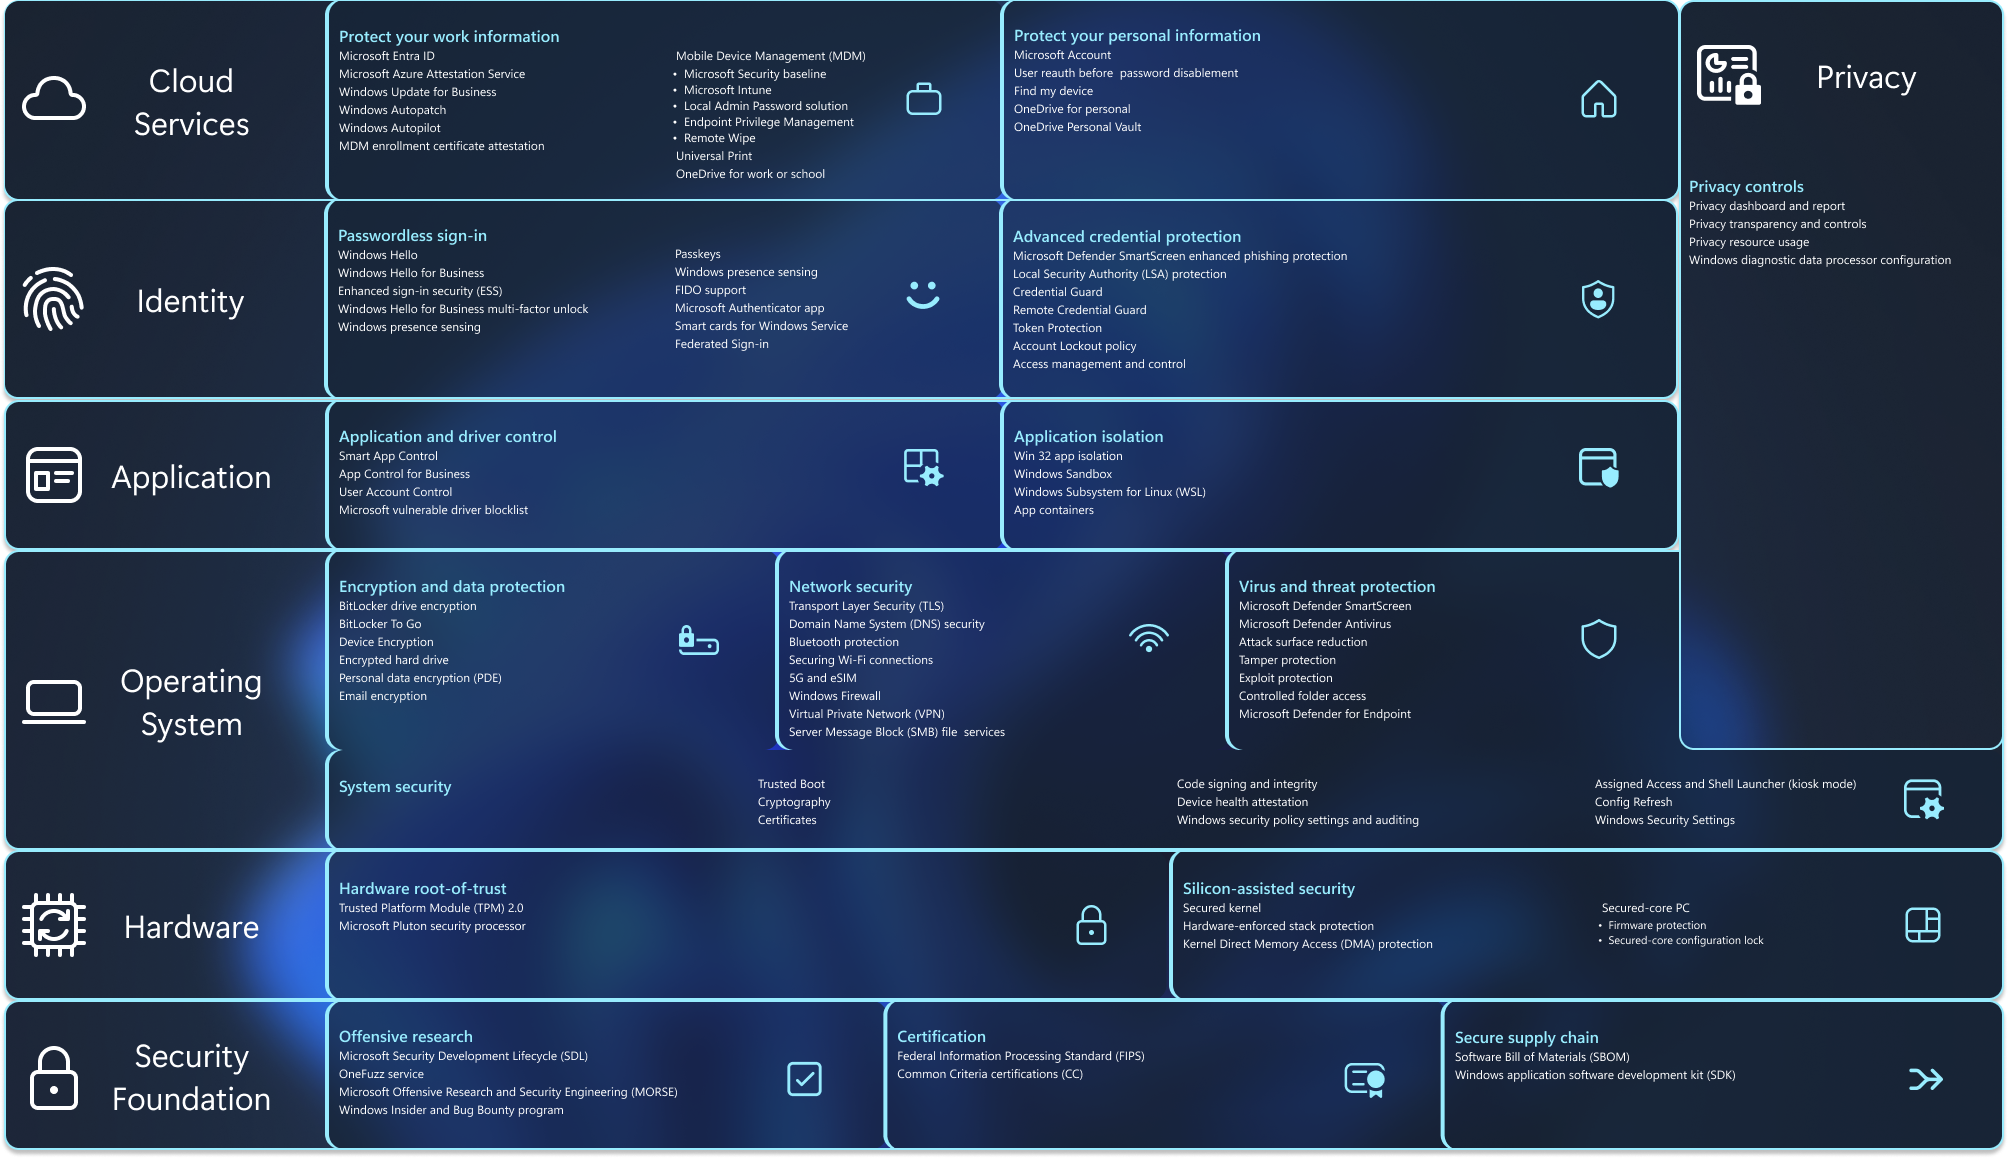 Cloud
Services
Protect your work information
Microsoft Entra ID
Microsoft Azure Attestation Service
Windows Update for Business
Windows Autopatch
Windows Autopilot
MDM enrollment certificate attestation
Mobile Device Management (MDM)
• Microsoft Security baseline
• Microsoft Intune
• Local Admin Password solution
• Endpoint Privilege Management
• Remote Wipe
Universal Print
OneDrive for work or school
Protect your personal information
Microsoft Account
User reauth before  password disablement
Find my device
OneDrive for personal
OneDrive Personal Vault
Privacy
Privacy controls
Privacy dashboard and report
Privacy transparency and controls
Privacy resource usage
Windows diagnostic data processor configuration
Identity
Passwordless sign-in
Windows Hello
Windows Hello for Business
Enhanced sign-in security (ESS)
Windows Hello for Business multi-factor unlock
Windows presence sensing
Passkeys
Windows presence sensing
FIDO support
Microsoft Authenticator app
Smart cards for Windows Service
Federated Sign-in
Advanced credential protection
Microsoft Defender SmartScreen enhanced phishing protection
Local Security Authority (LSA) protection
Credential Guard
Remote Credential Guard
Token Protection
Account Lockout policy
Access management and control
Application
Application and driver control
Smart App Control
App Control for Business
User Account Control
Microsoft vulnerable driver blocklist
Application isolation
Win 32 app isolation
Windows Sandbox
Windows Subsystem for Linux (WSL)
App containers
Operating
System
Encryption and data protection
BitLocker drive encryption
BitLocker To Go
Device Encryption
Encrypted hard drive
Personal data encryption (PDE)
Email encryption
Network security
Transport Layer Security (TLS)
Domain Name System (DNS) security
Bluetooth protection
Securing Wi-Fi connections
5G and eSIM
Windows Firewall
Virtual Private Network (VPN)
Server Message Block (SMB) file  services
Virus and threat protection
Microsoft Defender SmartScreen
Microsoft Defender Antivirus
Attack surface reduction
Tamper protection
Exploit protection
Controlled folder access
Microsoft Defender for Endpoint
System security
Trusted Boot
Cryptography
Certificates
Code signing and integrity
Device health attestation
Windows security policy settings and auditing
Assigned Access and Shell Launcher (kiosk mode)
Config Refresh
Windows Security Settings
Hardware
Hardware root-of-trust
Trusted Platform Module (TPM) 2.0
Microsoft Pluton security processor
Silicon-assisted security
Secured kernel
Hardware-enforced stack protection
Kernel Direct Memory Access (DMA) protection
Secured-core PC
• Firmware protection
• Secured-core configuration lock
Security
Foundation
Offensive research
Microsoft Security Development Lifecycle (SDL)
OneFuzz service
Microsoft Offensive Research and Security Engineering (MORSE)
Windows Insider and Bug Bounty program
Certification
Federal Information Processing Standard (FIPS)
Common Criteria certifications (CC)
Secure supply chain
Software Bill of Materials (SBOM)
Windows application software development kit (SDK)